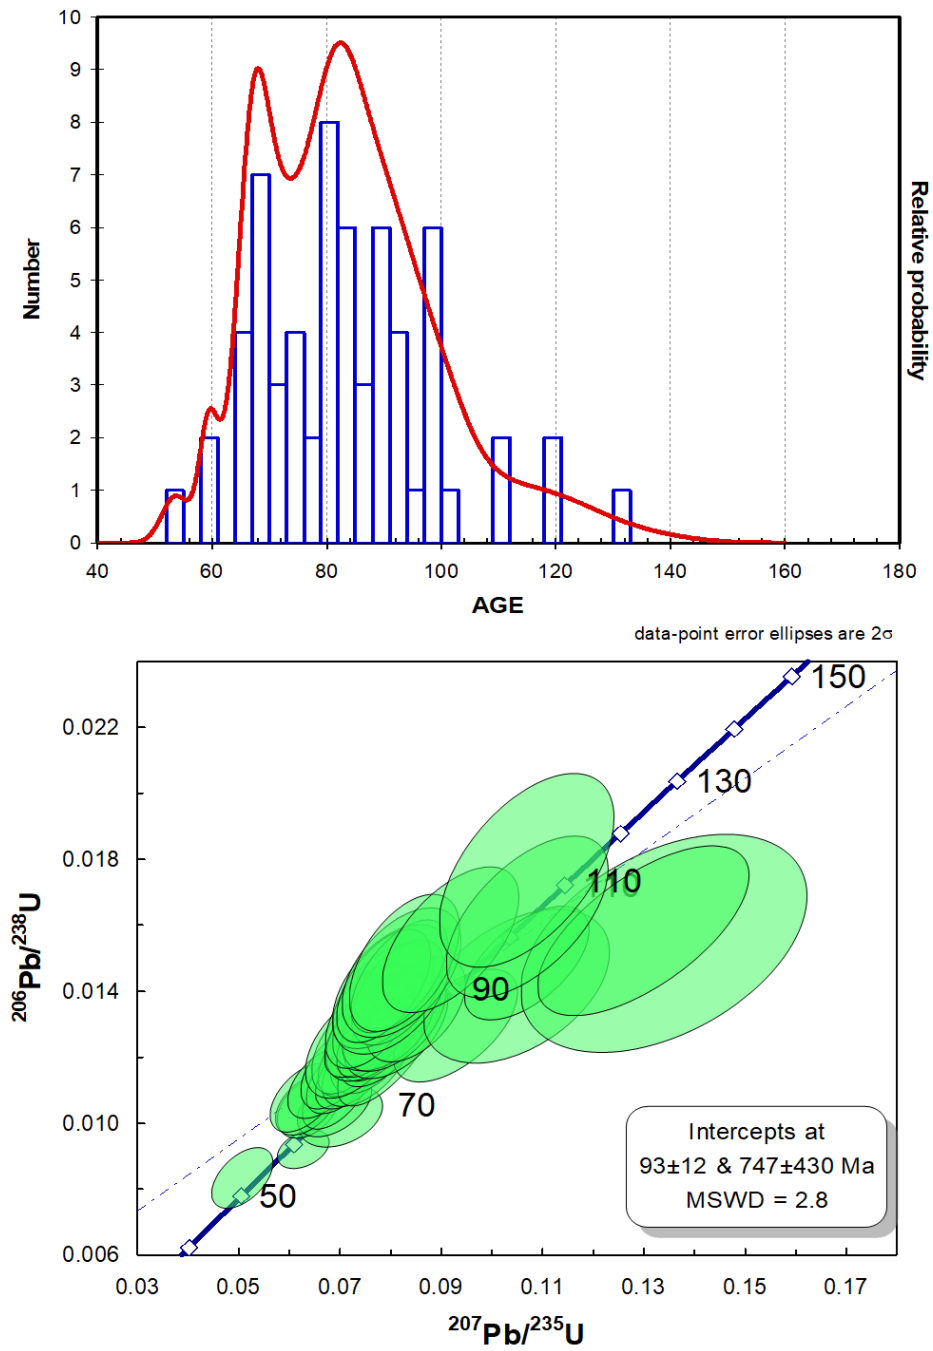 10
9
8
7
6
5
4
3
2
1
0
Number
Relative probability
40 60 80 100 120 140 160 180
AGE
data-point error ellipses are 2σ
150
0.022
130
0.018
110
²⁰⁶Pb/²³⁸U
0.014
90
70
0.010
Intercepts at
93±12 & 747±430 Ma
MSWD = 2.8
50
0.006
0.03 0.05 0.07 0.09 0.11 0.13 0.15 0.17
²⁰⁷Pb/²³⁵U